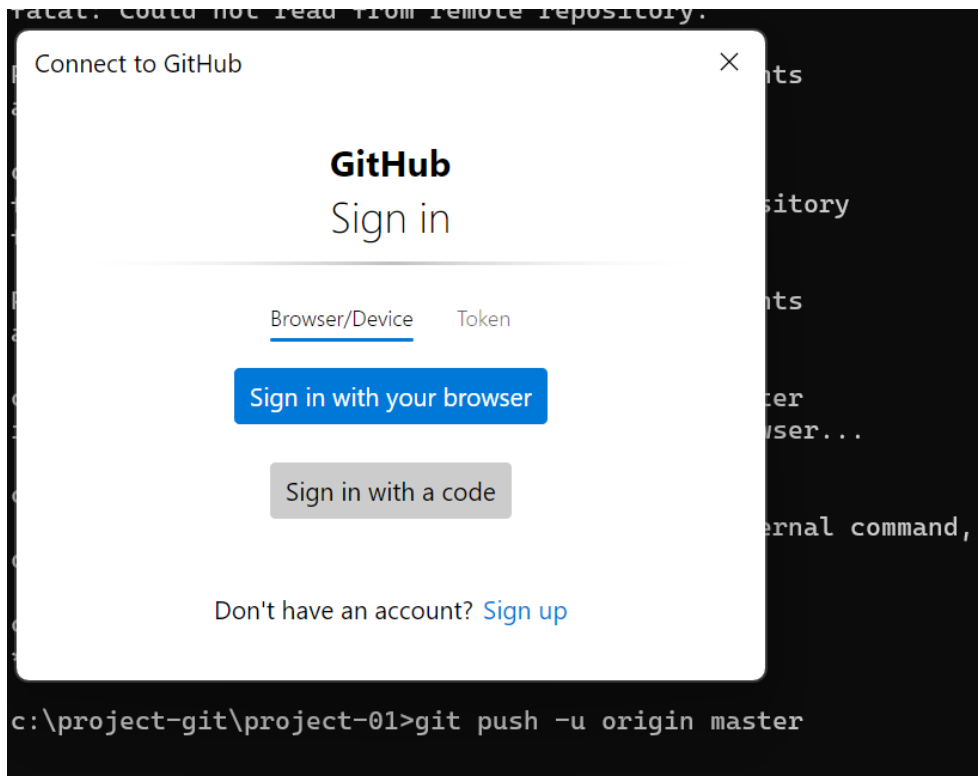 fatal: Could not read from remote repository.
Connect to GitHub
nts
GitHub
Sign in
sitory
Browser/Device Token
nts
Sign in with your browser
ter
wser...
Sign in with a code
ernal command,
Don't have an account? Sign up
c:\project-git\project-01>git push -u origin master